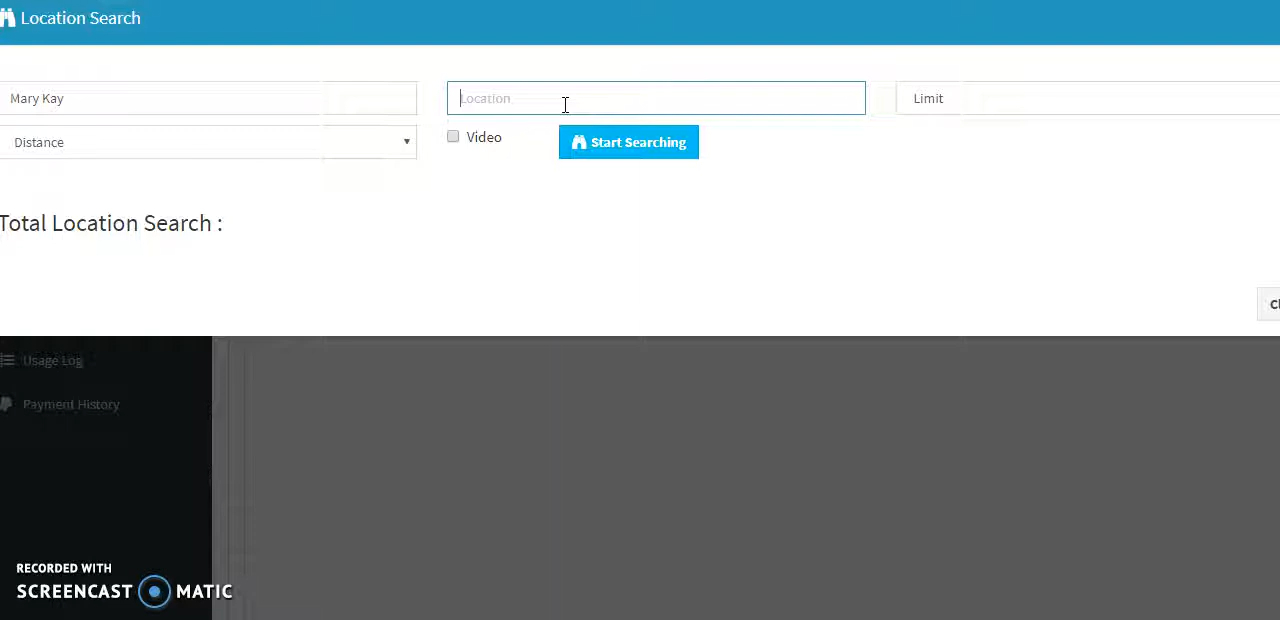 Location Search
Mary Kay
Location
Limit
Distance
Video
Start Searching
Total Location Search :
Usage Log
Payment History
RECORDED WITH
SCREENCAST MATIC